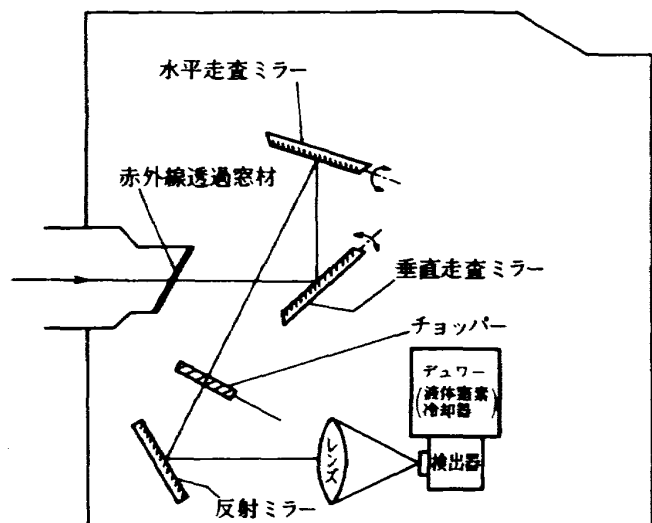 水平走査ミラー
赤外線透過窓材
垂直走査ミラー
チョッパー
デュワー
(液体窒素
冷却器)
レンズ
検出器
反射ミラー